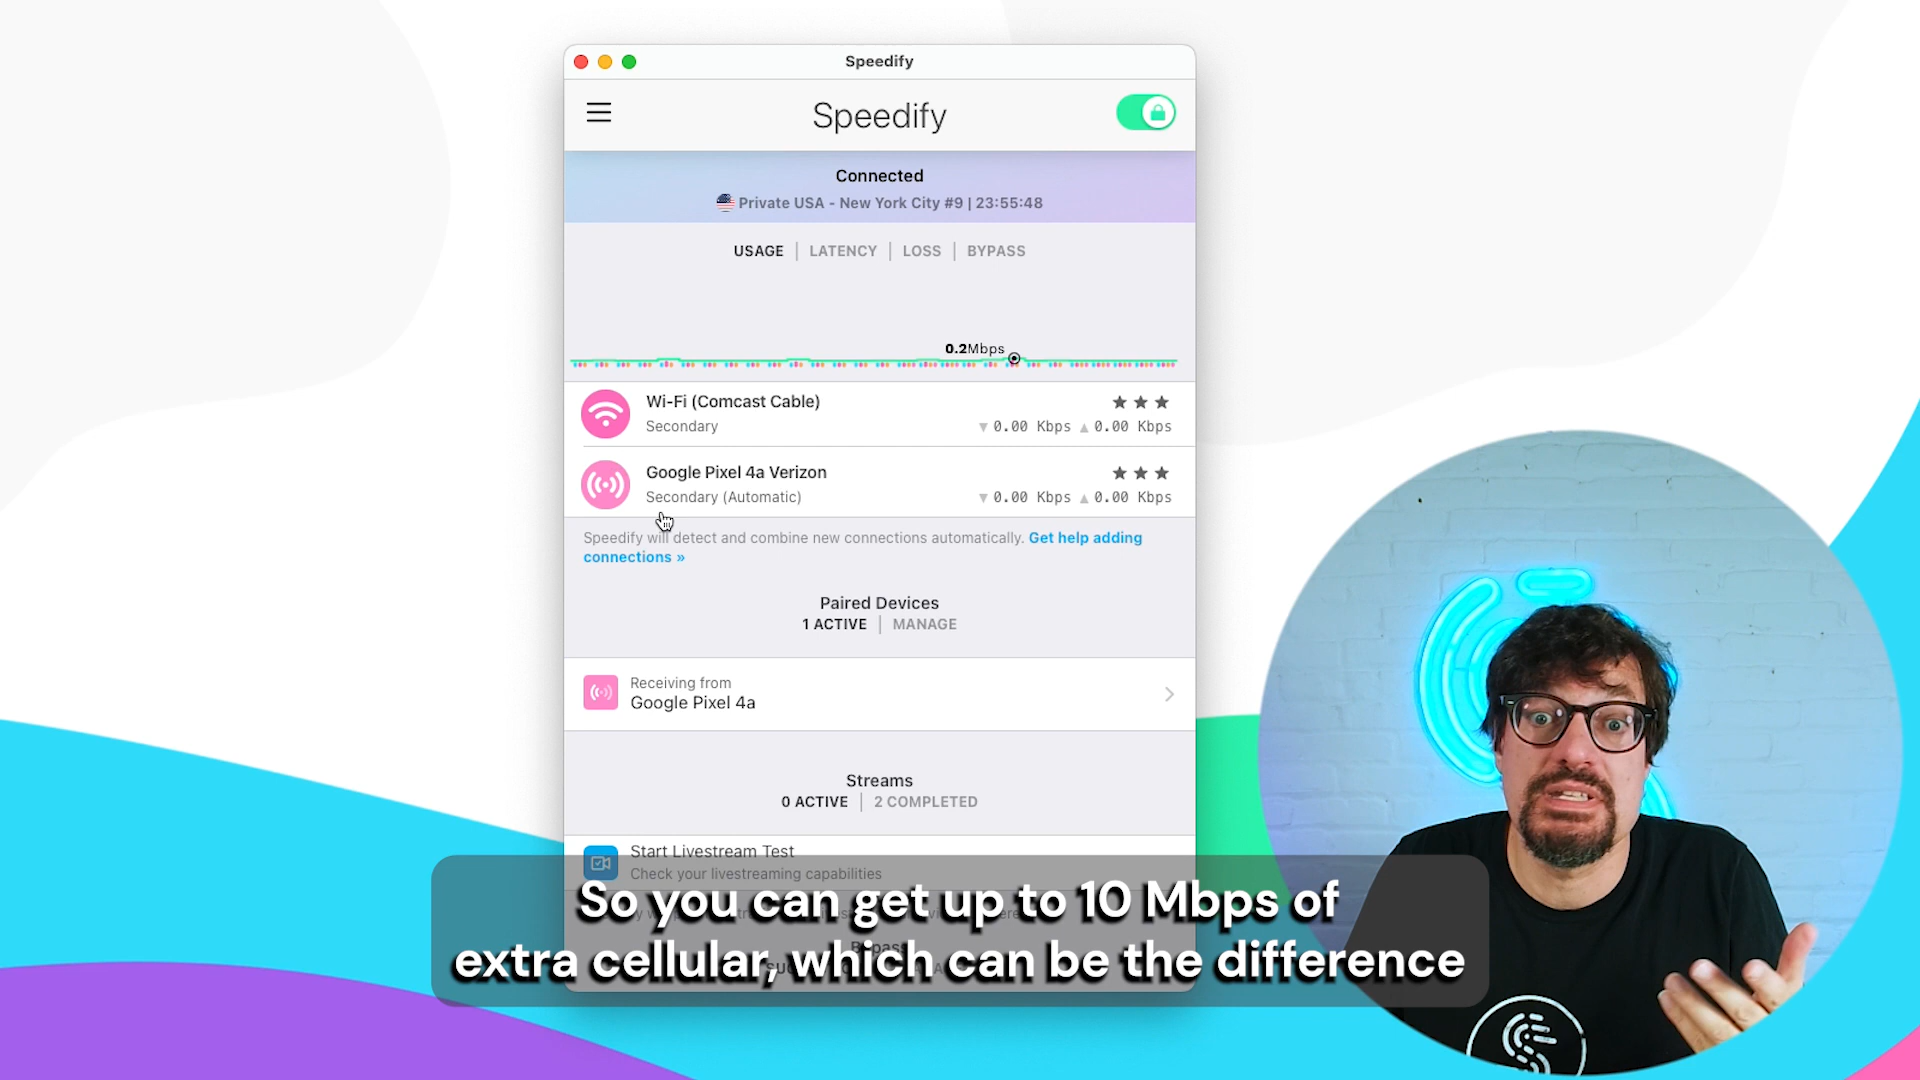 Speedify
Speedify
Connected
Private USA - New York City #9 | 23:55:48
USAGE | LATENCY | LOSS | BYPASS
0.2Mbps
Wi-Fi (Comcast Cable)
Secondary
▼ 0.00 Kbps ▲ 0.00 Kbps
Google Pixel 4a Verizon
Secondary (Automatic)
▼ 0.00 Kbps ▲ 0.00 Kbps
Speedify will detect and combine new connections automatically. Get help adding
connections »
Paired Devices
1 ACTIVE | MANAGE
Receiving from
Google Pixel 4a
Streams
0 ACTIVE | 2 COMPLETED
Start Livestream Test
Check your livestreaming capabilities
So you can get up to 10 Mbps of
extra cellular, which can be the difference